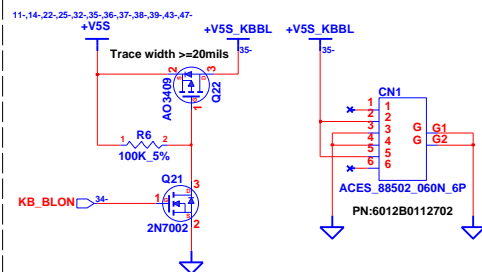 11-,14-,22-,25-,32-,35-,36-,37-,38-,39-,43-,47-
+V5S
+V5S_KBBL
+V5S_KBBL
35-
35-
Trace width >=20mils
2
3
S
D
G
AO3409
Q22
1
CN1
1
2
3
4
5
6
1
2
3
4
5
6
G
G
G1
G2
R6
1
2
100K_5%
ACES_88502_060N_6P
Q21
3
D
KB_BLON
34-
1
G
S
2
2N7002
PN:6012B0112702